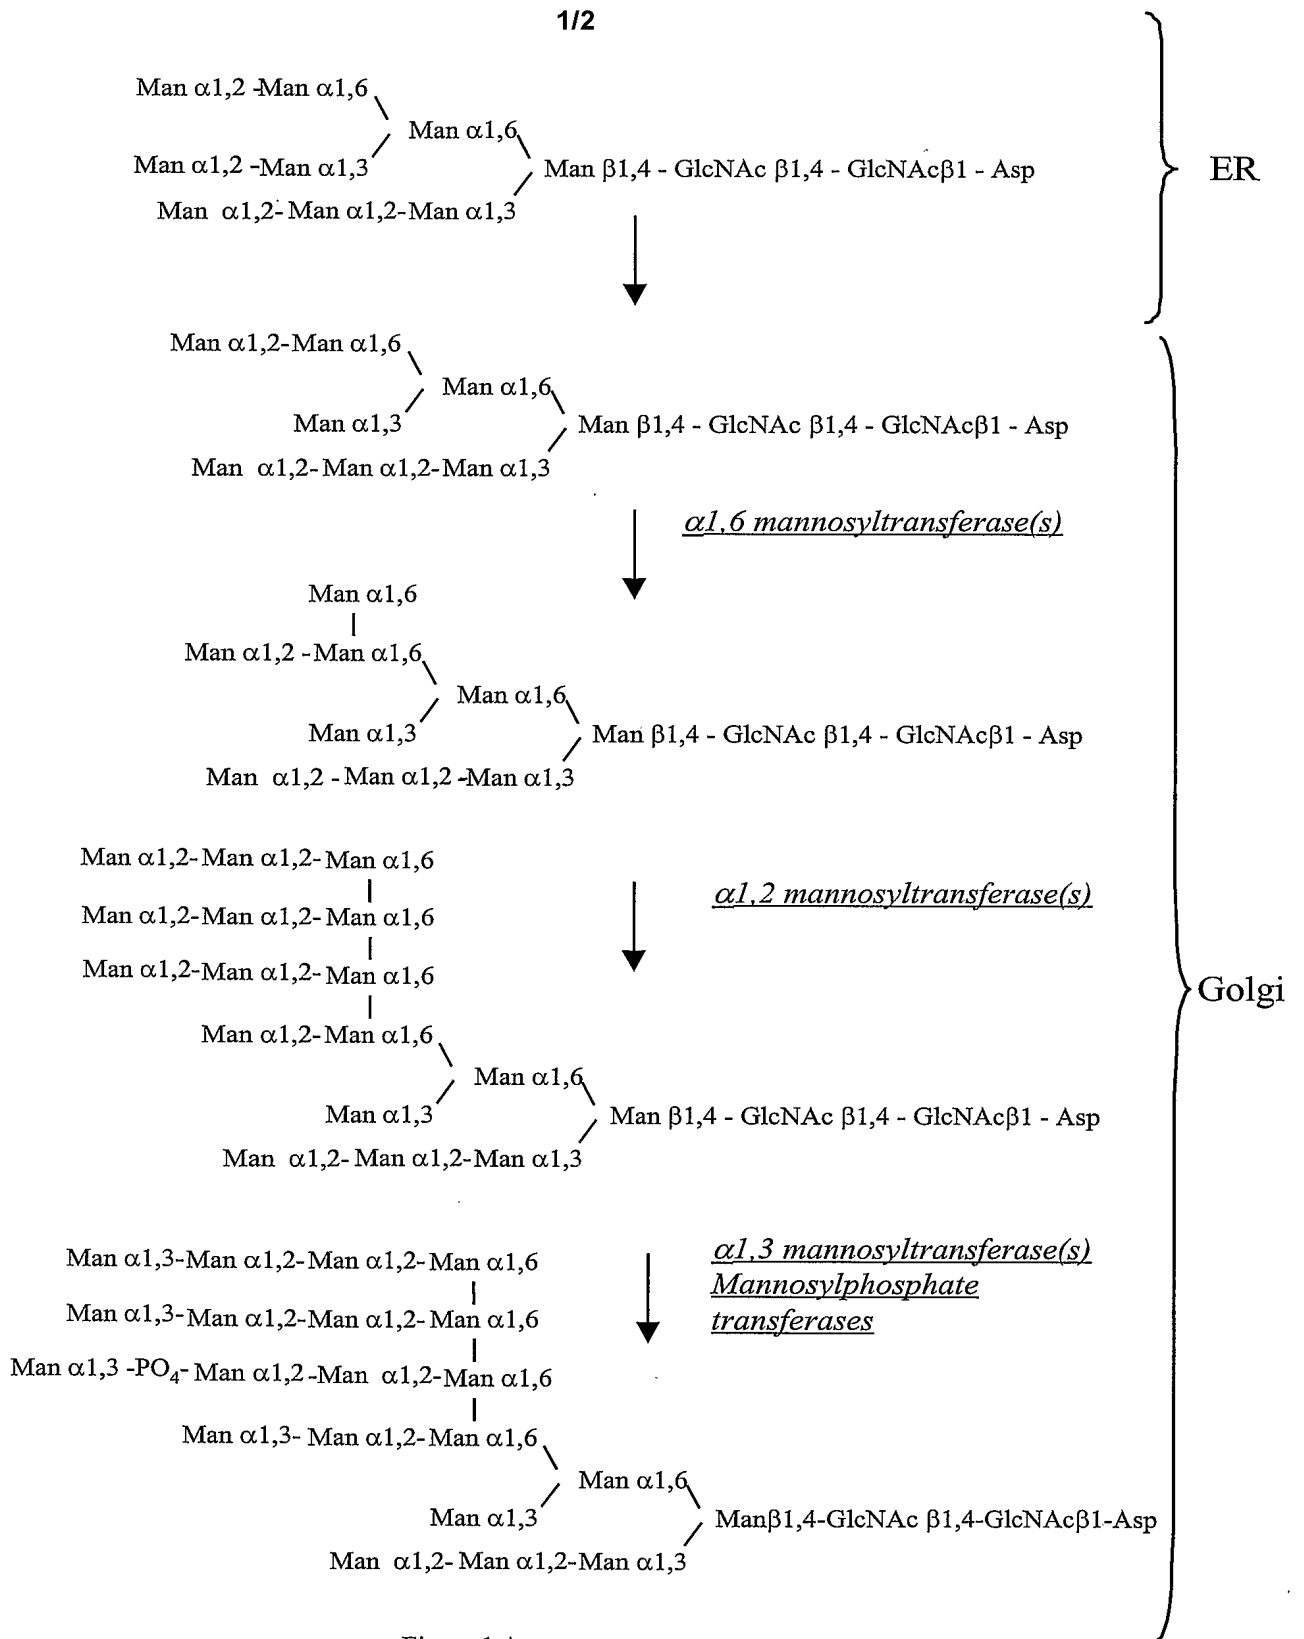 1/2
Man α1,2 -Man α1,6
Man α1,6
Man α1,2 -Man α1,3
Man β1,4 - GlcNAc β1,4 - GlcNAcβ1 - Asp
ER
Man α1,2- Man α1,2-Man α1,3
Man α1,2-Man α1,6
Man α1,6
Man α1,3
Man β1,4 - GlcNAc β1,4 - GlcNAcβ1 - Asp
Man α1,2-Man α1,2-Man α1,3
α1,6 mannosyltransferase(s)
Man α1,6
Man α1,2 -Man α1,6
Man α1,6
Man α1,3
Man β1,4 - GlcNAc β1,4 - GlcNAcβ1 - Asp
Man α1,2 - Man α1,2 -Man α1,3
Man α1,2-Man α1,2-Man α1,6
α1,2 mannosyltransferase(s)
Man α1,2-Man α1,2-Man α1,6
Man α1,2-Man α1,2-Man α1,6
Golgi
Man α1,2-Man α1,6
Man α1,6
Man α1,3
Man β1,4 - GlcNAc β1,4 - GlcNAcβ1 - Asp
Man α1,2- Man α1,2-Man α1,3
Man α1,3-Man α1,2-Man α1,2-Man α1,6
α1,3 mannosyltransferase(s)
Mannosylphosphate
transferases
Man α1,3-Man α1,2-Man α1,2-Man α1,6
Man α1,3 -PO4-Man α1,2-Man α1,2-Man α1,6
Man α1,3- Man α1,2-Man α1,6
Man α1,6
Man α1,3
Manβ1,4-GlcNAc β1,4-GlcNAcβ1-Asp
Man α1,2- Man α1,2-Man α1,3